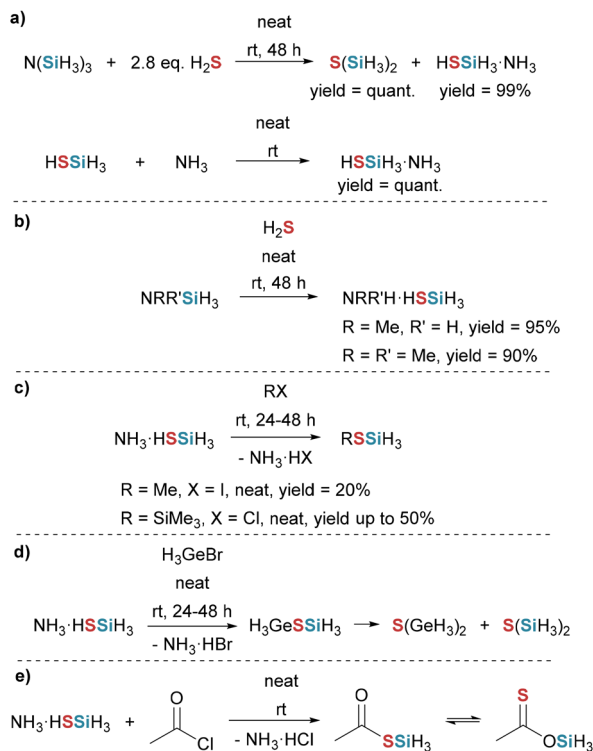 a)
neat
rt, 48 h
N(SiH₃)₃ + 2.8 eq. H₂S S(SiH₃)₂ + HSSiH₃·NH₃
yield = quant. yield = 99%
neat
rt
HSSiH₃ + NH₃ HSSiH₃·NH₃
yield = quant.
b)
H₂S
neat
rt, 48 h
NRR'SiH₃ NRR'H·HSSiH₃
R = Me, R' = H, yield = 95%
R = R' = Me, yield = 90%
c)
RX
rt, 24-48 h
NH₃·HSSiH₃ RSSiH₃
- NH₃·HX
R = Me, X = I, neat, yield = 20%
R = SiMe₃, X = Cl, neat, yield up to 50%
d)
H₃GeBr
neat
rt, 24-48 h
NH₃·HSSiH₃ H₃GeSSiH₃ S(GeH₃)₂ + S(SiH₃)₂
- NH₃·HBr
e)
neat
rt
O O S
NH₃·HSSiH₃ + Cl SSiH₃ OSiH₃
- NH₃·HCl